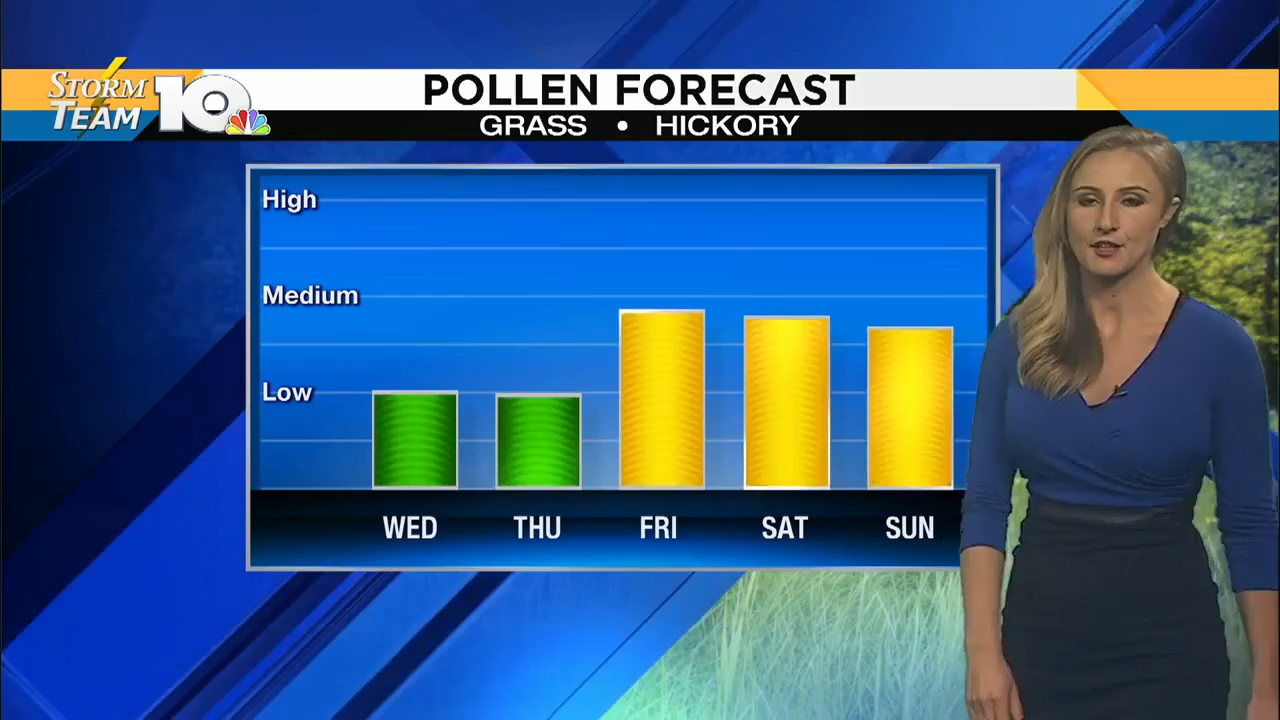 STORM
TEAM 10
POLLEN FORECAST
GRASS • HICKORY
High
Medium
Low
WED THU FRI SAT SUN